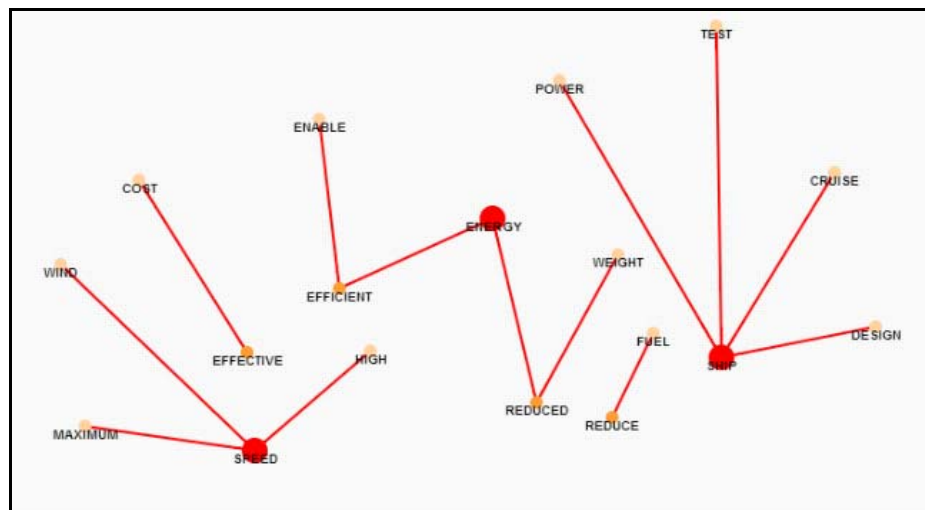 TEST
POWER
ENABLE
CRUISE
COST
ENERGY
WEIGHT
WIND
EFFICIENT
DESIGN
FUEL
EFFECTIVE
HIGH
SHIP
REDUCED
REDUCE
MAXIMUM
SPEED